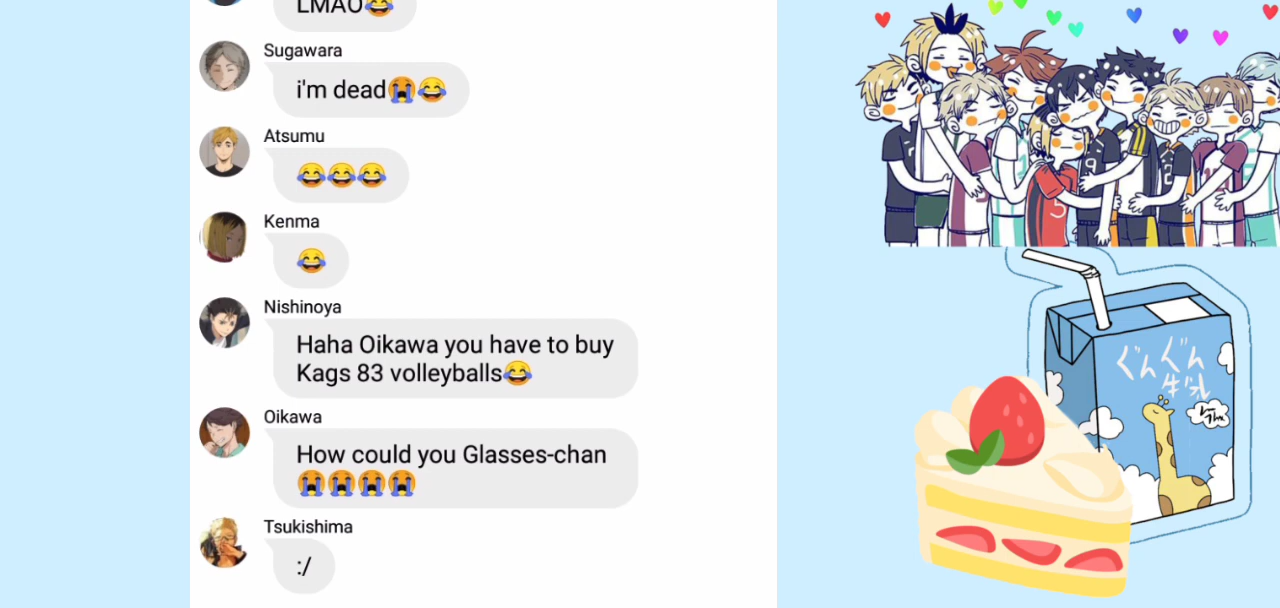 LMAO😂
Sugawara
i'm dead😭😂
Atsumu
😂😂😂
Kenma
😂
Nishinoya
Haha Oikawa you have to buy
Kags 83 volleyballs😂
Oikawa
How could you Glasses-chan
😭😭😭😭
Tsukishima
:/
ぐんぐん
牛乳